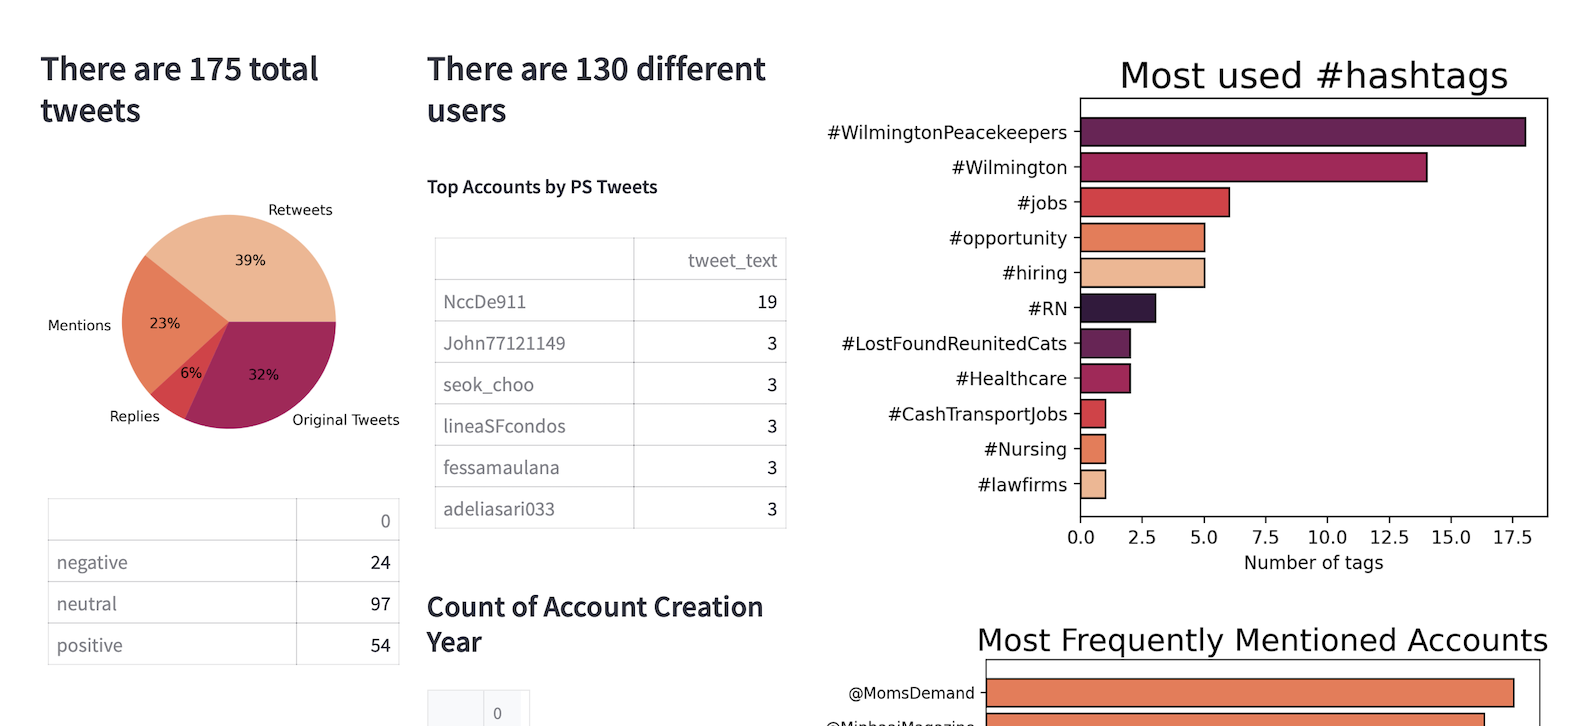 There are 175 total
tweets
Retweets
39%
Mentions
23%
6%
32%
Replies
Original Tweets
0
negative 24
neutral 97
positive 54
There are 130 different
users
Top Accounts by PS Tweets
tweet_text
NccDe911 19
John77121149 3
seok_choo 3
lineaSFcondos 3
fessamaulana 3
adeliasari033 3
Count of Account Creation
Year
0
Most used #hashtags
#WilmingtonPeacekeepers
#Wilmington
#jobs
#opportunity
#hiring
#RN
#LostFoundReunitedCats
#Healthcare
#CashTransportJobs
#Nursing
#lawfirms
0.0 2.5 5.0 7.5 10.0 12.5 15.0 17.5
Number of tags
Most Frequently Mentioned Accounts
@MomsDemand